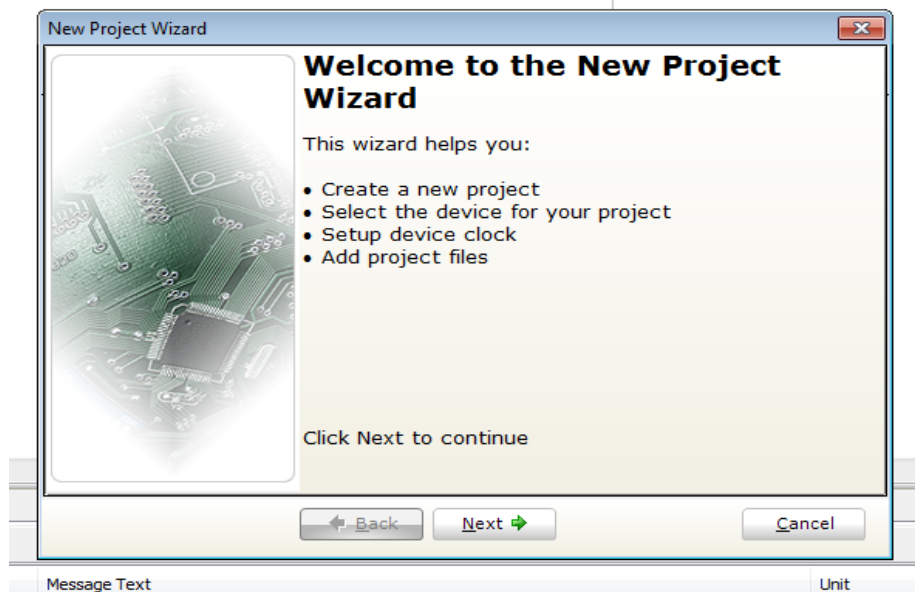 New Project Wizard
Welcome to the New Project
Wizard
This wizard helps you:
• Create a new project
• Select the device for your project
• Setup device clock
• Add project files
Click Next to continue
Back Next Cancel
Message Text Unit